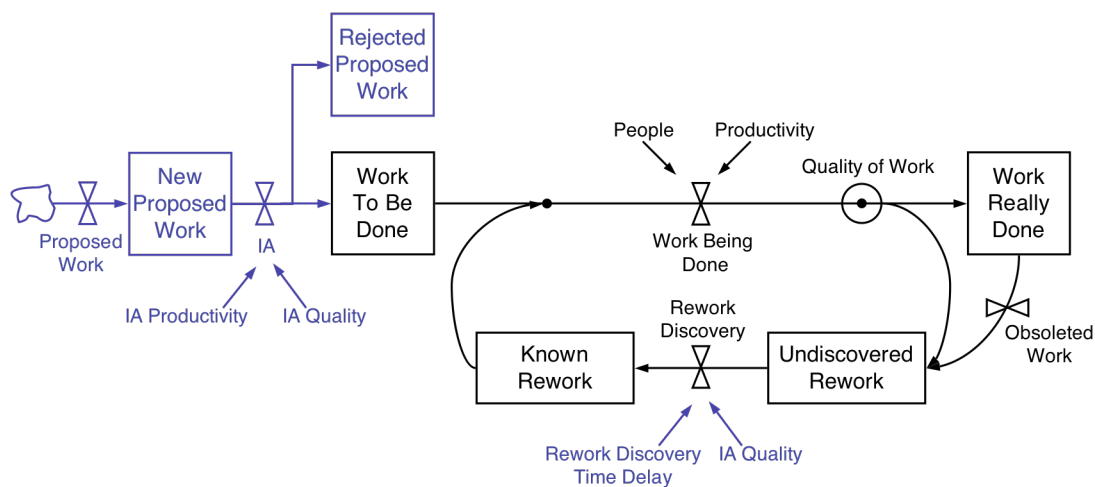 Rejected
Proposed
Work
New
Proposed
Work
Proposed
Work
IA
IA Productivity
IA Quality
Work
To Be
Done
People
Productivity
Work Being
Done
Quality of Work
Work
Really
Done
Obsoleted
Work
Rework
Discovery
Known
Rework
Undiscovered
Rework
Rework Discovery
Time Delay
IA Quality